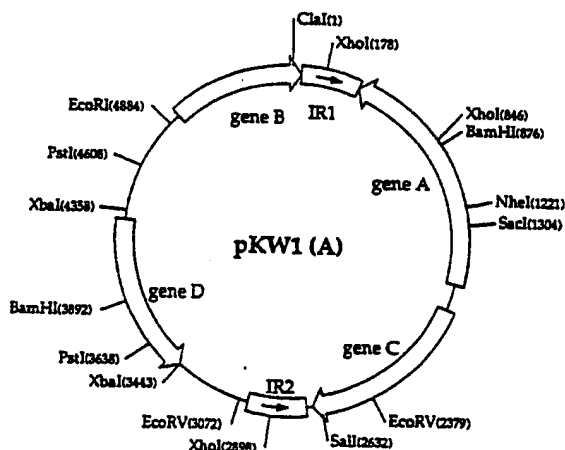 ClaI(1)
XhoI(178)
EcoRI(4884)
gene B
IR1
XhoI(846)
BamHI(876)
PstI(4608)
gene A
XbaI(4358)
NheI(1221)
SacI(1304)
pKW1 (A)
gene D
BamHI(3892)
gene C
PstI(3638)
XbaI(3443)
IR2
EcoRV(3072)
EcoRV(2379)
XhoI(2898)
SalI(2632)